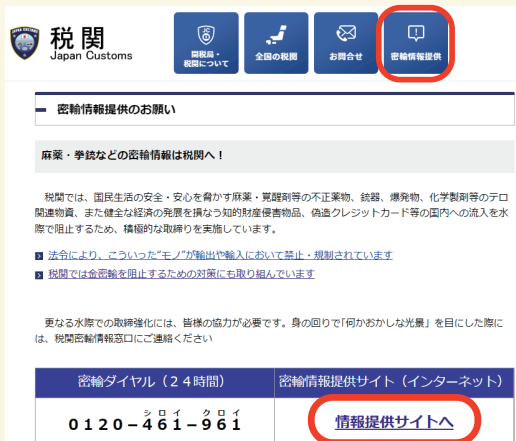 税関
Japan Customs
関税局・
税関について
全国の税関
お問合せ
密輸情報提供
密輸情報提供のお願い
麻薬・拳銃などの密輸情報は税関へ！
税関では、国民生活の安全・安心を脅かす麻薬・覚醒剤等の不正薬物、銃器、爆発物、化学製剤等のテロ
関連物資、また健全な経済の発展を損なう知的財産侵害物品、偽造クレジットカード等の国内への流入を水
際で阻止するため、積極的な取締りを実施しています。
法令により、こういった“モノ”が輸出や輸入において禁止・規制されています
税関では金密輸を阻止するための対策にも取り組んでいます
更なる水際での取締強化には、皆様の協力が必要です。身の回りで「何かおかしな光景」を目にした際に
は、税関密輸情報窓口にご連絡ください
密輸ダイヤル（２４時間）
密輸情報提供サイト（インターネット）
シロイ クロイ
0120−461−961
情報提供サイトへ